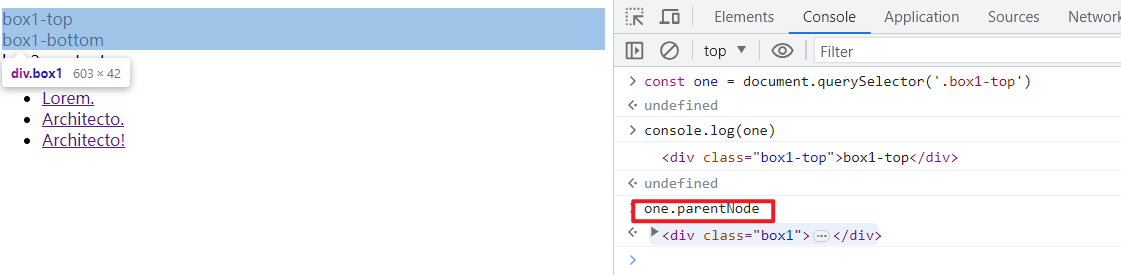 box1-top
box1-bottom
div.box1 603 × 42
Lorem.
Architecto.
Architecto!
Elements Console Application Sources Network
top Filter
const one = document.querySelector('.box1-top')
undefined
console.log(one)
<div class="box1-top">box1-top</div>
undefined
one.parentNode
<div class="box1">…</div>